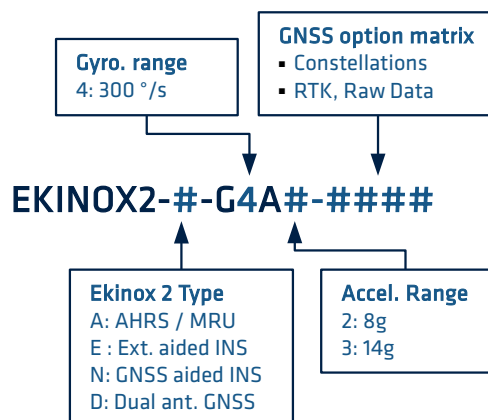 GNSS option matrix
▪ Constellations
▪ RTK, Raw Data
Gyro. range
4: 300 °/s
EKINOX2-#-G4A#-####
Ekinox 2 Type
A: AHRS / MRU
E : Ext. aided INS
N: GNSS aided INS
D: Dual ant. GNSS
Accel. Range
2: 8g
3: 14g